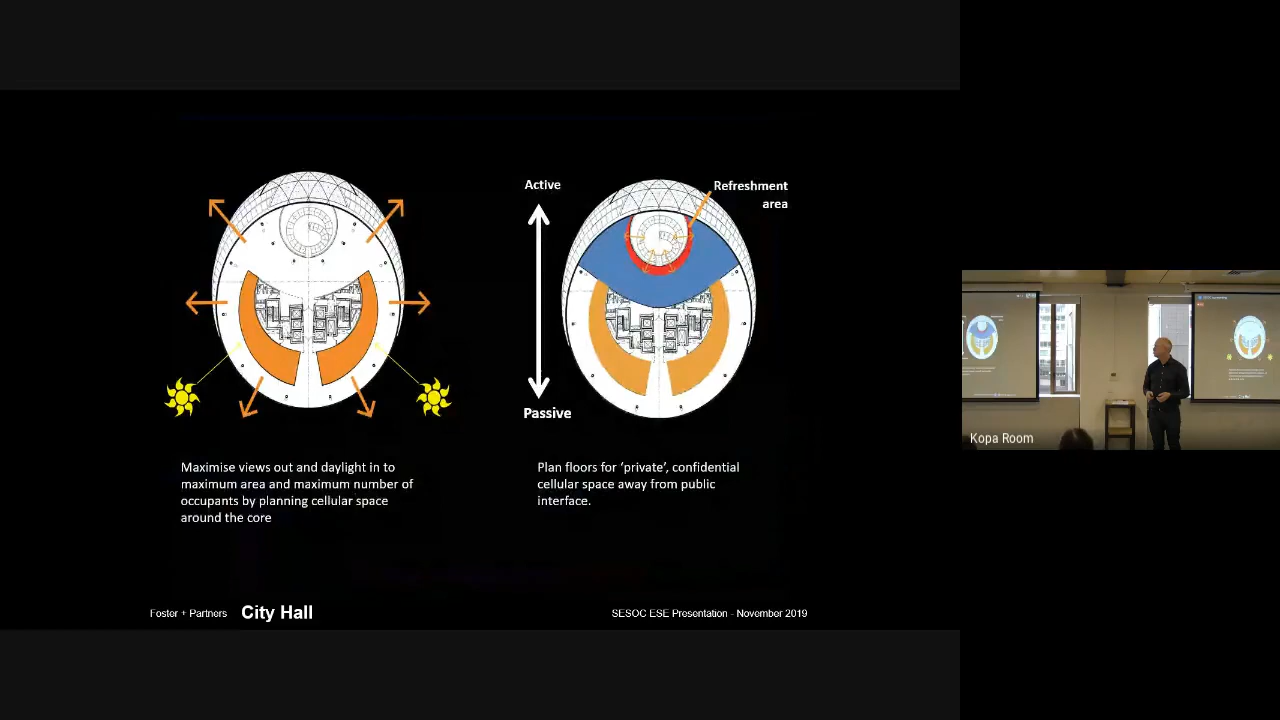 Active
Refreshment
area
Passive
Maximise views out and daylight in to
maximum area and maximum number of
occupants by planning cellular space
around the core
Plan floors for ‘private’, confidential
cellular space away from public
interface.
Foster + Partners City Hall
SESOC ESE Presentation - November 2019
Kopa Room